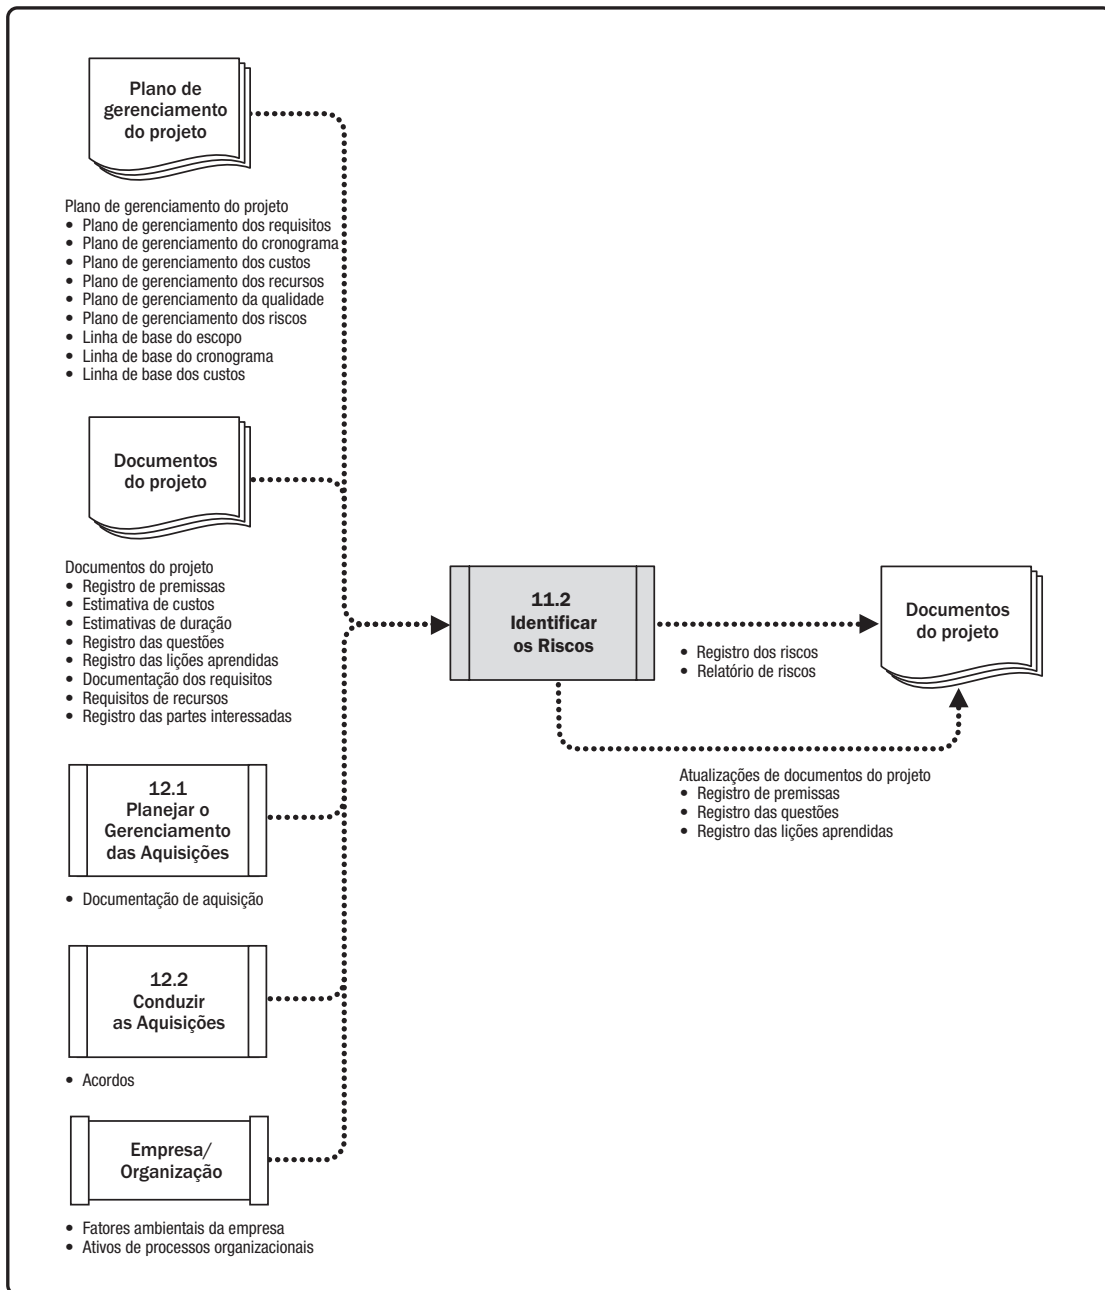 Plano de
gerenciamento
do projeto
Plano de gerenciamento do projeto
• Plano de gerenciamento dos requisitos
• Plano de gerenciamento do cronograma
• Plano de gerenciamento dos custos
• Plano de gerenciamento dos recursos
• Plano de gerenciamento da qualidade
• Plano de gerenciamento dos riscos
• Linha de base do escopo
• Linha de base do cronograma
• Linha de base dos custos
Documentos
do projeto
Documentos do projeto
• Registro de premissas
• Estimativa de custos
• Estimativas de duração
• Registro das questões
• Registro das lições aprendidas
• Documentação dos requisitos
• Requisitos de recursos
• Registro das partes interessadas
12.1
Planejar o
Gerenciamento
das Aquisições
• Documentação de aquisição
12.2
Conduzir
as Aquisições
• Acordos
Empresa/
Organização
• Fatores ambientais da empresa
• Ativos de processos organizacionais
11.2
Identificar
os Riscos
• Registro dos riscos
• Relatório de riscos
Documentos
do projeto
Atualizações de documentos do projeto
• Registro de premissas
• Registro das questões
• Registro das lições aprendidas